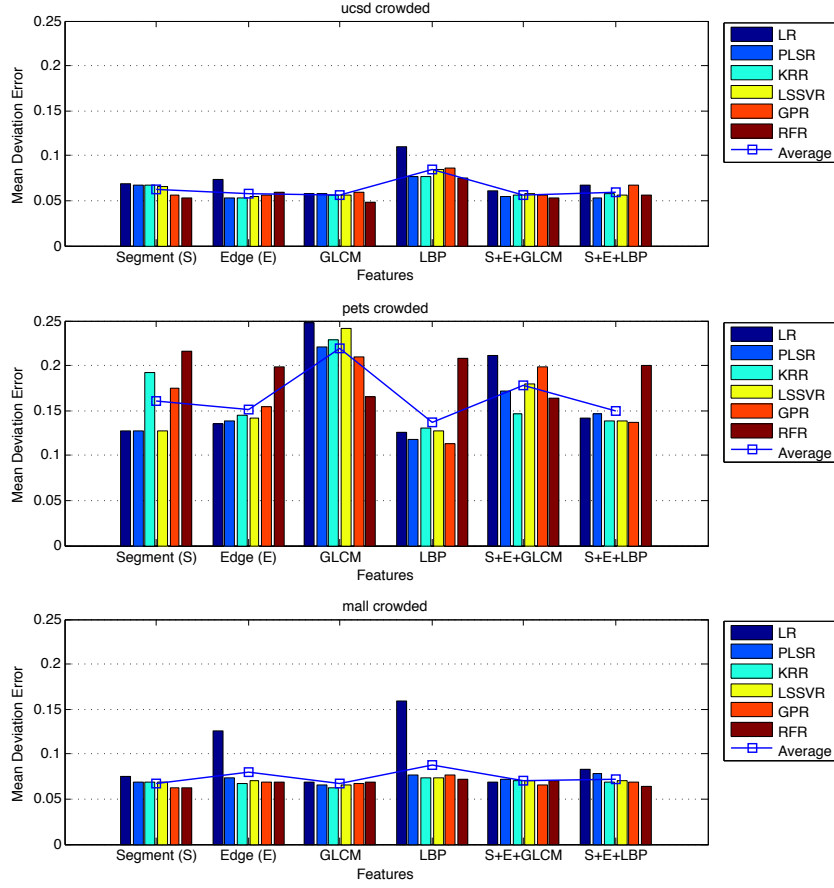 ucsd crowded
0.25
0.2
0.15
0.1
0.05
0
Mean Deviation Error
Segment (S) Edge (E) GLCM LBP S+E+GLCM S+E+LBP
Features
LR
PLSR
KRR
LSSVR
GPR
RFR
Average
pets crowded
0.25
0.2
0.15
0.1
0.05
0
Mean Deviation Error
Segment (S) Edge (E) GLCM LBP S+E+GLCM S+E+LBP
Features
LR
PLSR
KRR
LSSVR
GPR
RFR
Average
mall crowded
0.25
0.2
0.15
0.1
0.05
0
Mean Deviation Error
Segment (S) Edge (E) GLCM LBP S+E+GLCM S+E+LBP
Features
LR
PLSR
KRR
LSSVR
GPR
RFR
Average